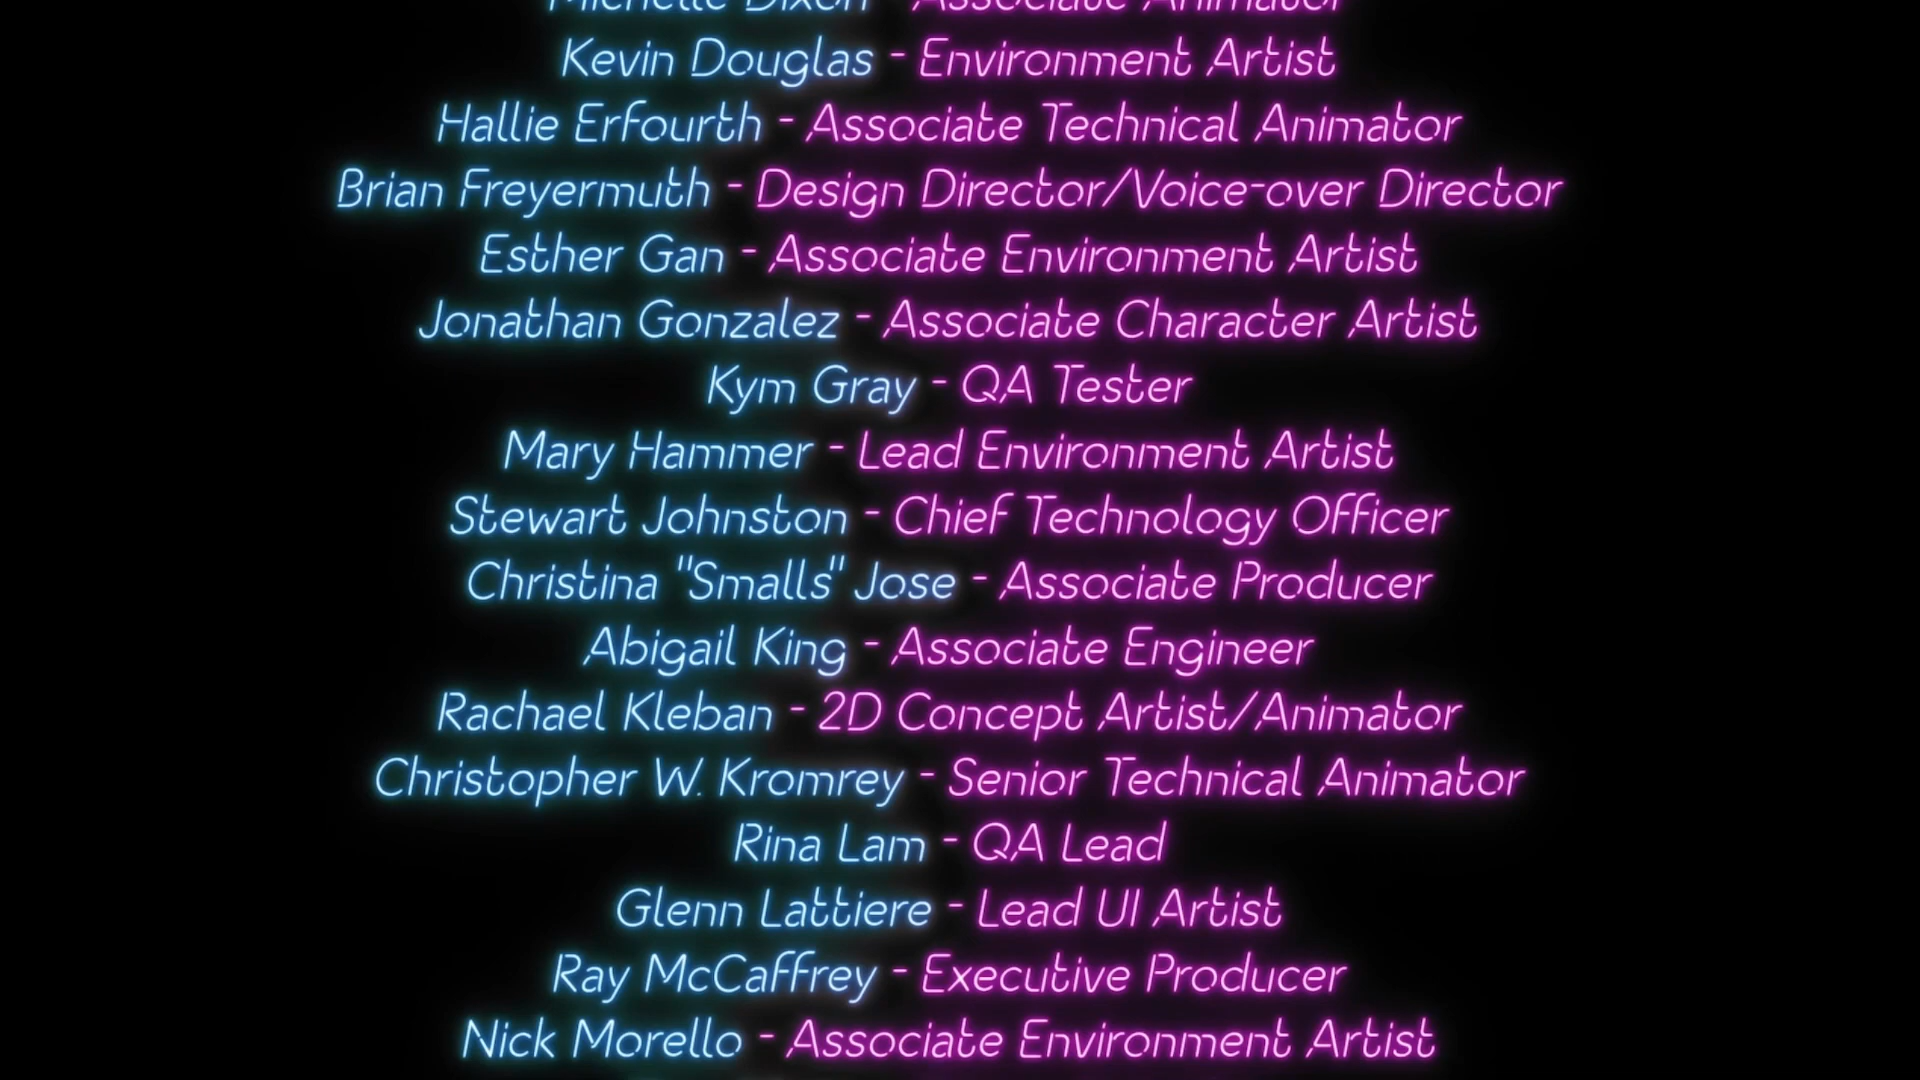 Michelle Dixon - Associate Animator
Kevin Douglas - Environment Artist
Hallie Erfourth - Associate Technical Animator
Brian Freyermuth - Design Director/Voice-over Director
Esther Gan - Associate Environment Artist
Jonathan Gonzalez - Associate Character Artist
Kym Gray - QA Tester
Mary Hammer - Lead Environment Artist
Stewart Johnston - Chief Technology Officer
Christina "Smalls" Jose - Associate Producer
Abigail King - Associate Engineer
Rachael Kleban - 2D Concept Artist/Animator
Christopher W. Kromrey - Senior Technical Animator
Rina Lam - QA Lead
Glenn Lattiere - Lead UI Artist
Ray McCaffrey - Executive Producer
Nick Morello - Associate Environment Artist